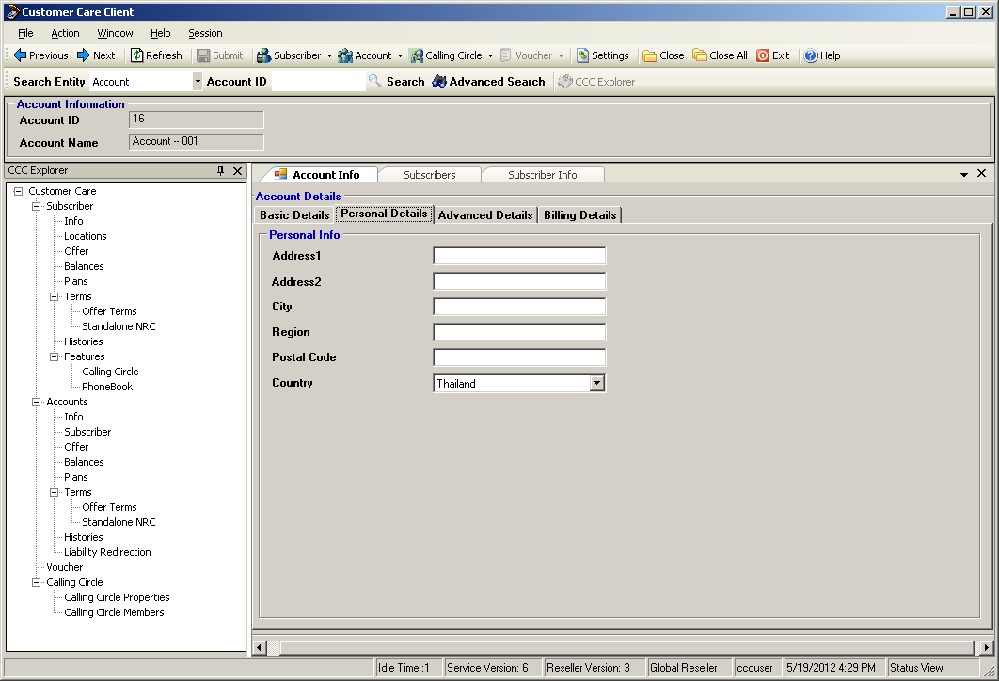 Customer Care Client
File Action Window Help Session
Previous Next Refresh Submit Subscriber Account Calling Circle Voucher Settings Close Close All Exit Help
Search Entity Account Account ID Search Advanced Search CCC Explorer
Account Information
Account ID 16
Account Name Account -- 001
CCC Explorer
Customer Care
Subscriber
Info
Locations
Offer
Balances
Plans
Terms
Offer Terms
Standalone NRC
Histories
Features
Calling Circle
PhoneBook
Accounts
Info
Subscriber
Offer
Balances
Plans
Terms
Offer Terms
Standalone NRC
Histories
Liability Redirection
Voucher
Calling Circle
Calling Circle Properties
Calling Circle Members
Account Info Subscribers Subscriber Info
Account Details
Basic Details Personal Details Advanced Details Billing Details
Personal Info
Address1
Address2
City
Region
Postal Code
Country Thailand
Idle Time :1 Service Version: 6 Reseller Version: 3 Global Reseller cccuser 5/19/2012 4:29 PM Status View